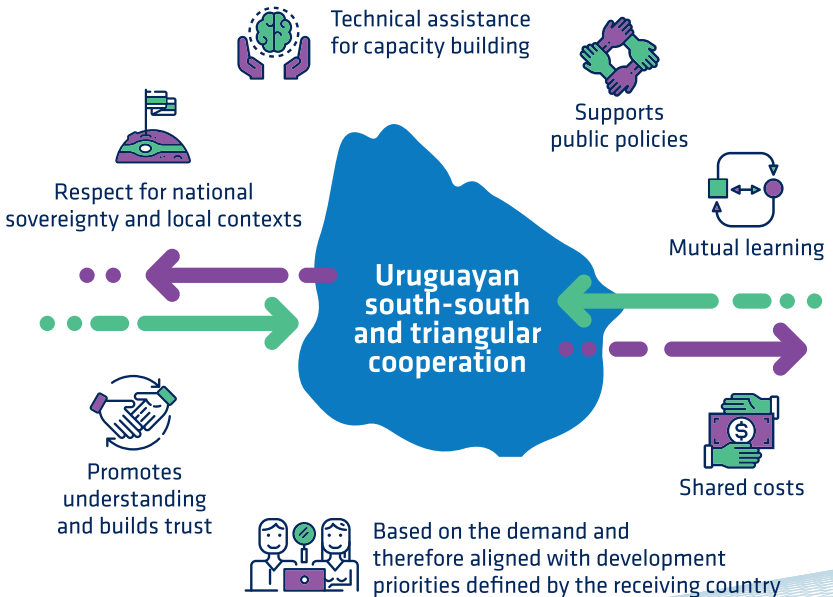 Technical assistance
for capacity building
Supports
public policies
Respect for national
sovereignty and local contexts
Mutual learning
Uruguayan
south-south
and triangular
cooperation
Promotes
understanding
and builds trust
$
Shared costs
Based on the demand and
therefore aligned with development
priorities defined by the receiving country